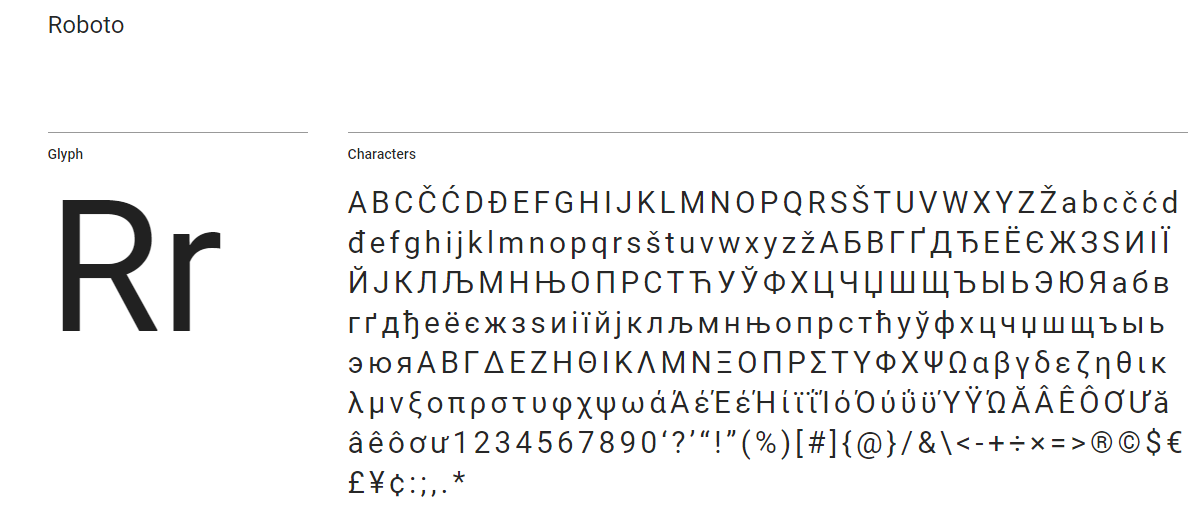 Roboto
Glyph
Rr
Characters
ABCČĆDĐEFGHIJKLMNOPQRSŠTUVWXYZŽabcčćd
đefghijklmnopqrsštuvwxyzžАБВГҐДЂЕЁЄЖЗЅИІЇ
ЙЈКЛЉМНЊОПРСТЋУЎФХЦЧЏШЩЪЫЬЭЮЯабв
гґдђеёєжзѕиіїйјклљмнњопрстћуўфхцчџшщъыь
эюяΑΒΓΔΕΖΗΘΙΚΛΜΝΞΟΠΡΣΤΥΦΧΨΩαβγδεζηθικ
λμνξοπρστυφχψωάΆέΈέΉίϊΐΊόΌύΰϋΎΫΏĂÂÊÔƠƯă
âêôơư1234567890‘?’“!”(%)[#]{@}/&\<-+÷×=>®©$€
£¥¢:;,.*